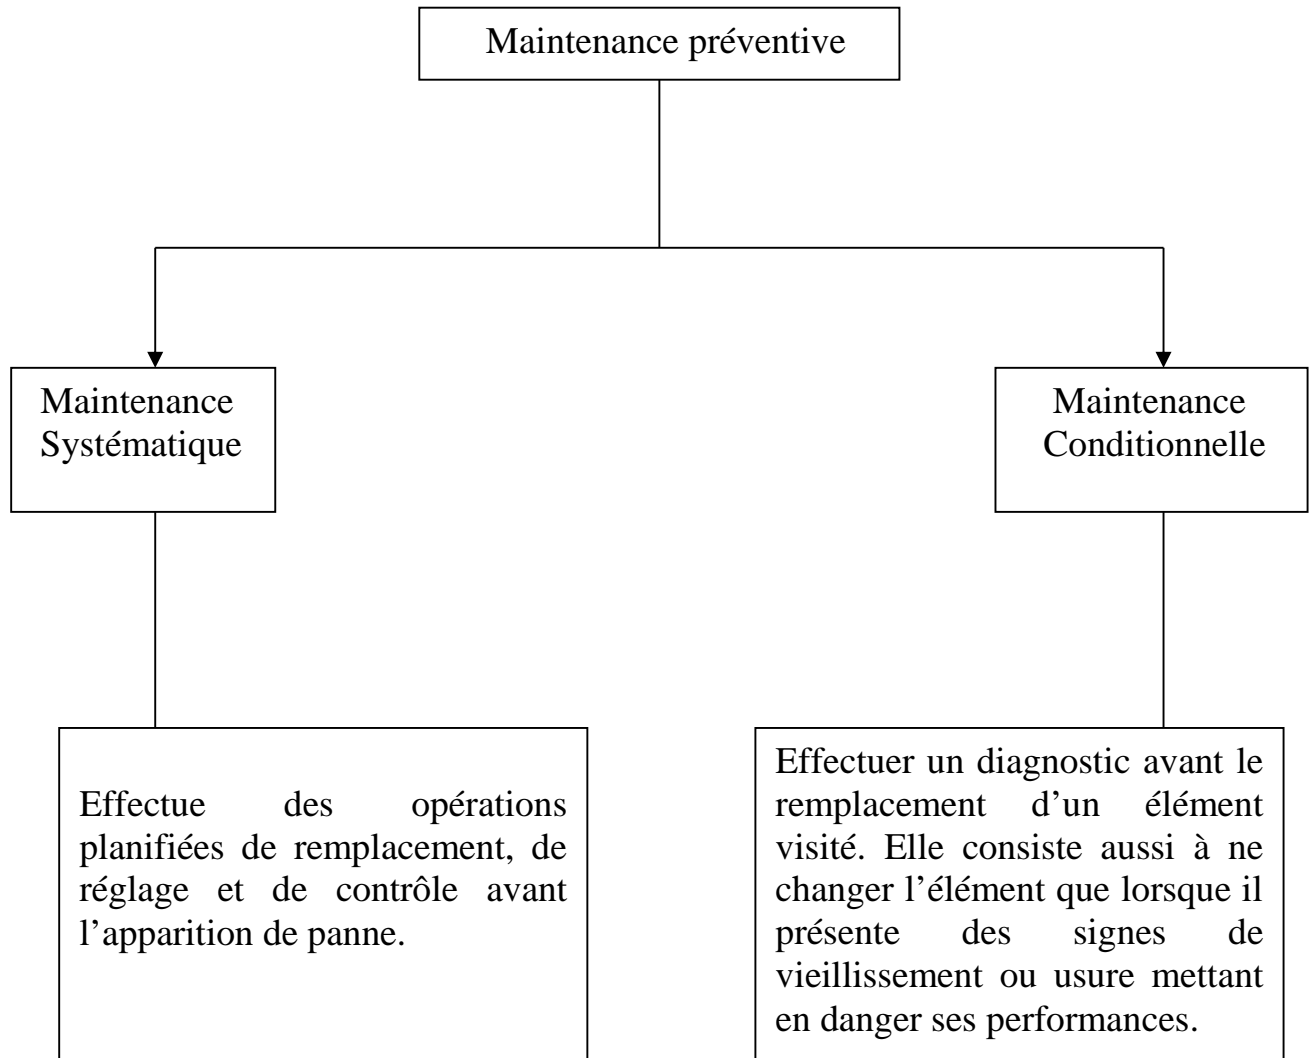 Maintenance préventive
Maintenance
Systématique
Maintenance
Conditionnelle
Effectue des opérations
planifiées de remplacement, de
réglage et de contrôle avant
l’apparition de panne.
Effectuer un diagnostic avant le
remplacement d’un élément
visité. Elle consiste aussi à ne
changer l’élément que lorsque il
présente des signes de
vieillissement ou usure mettant
en danger ses performances.